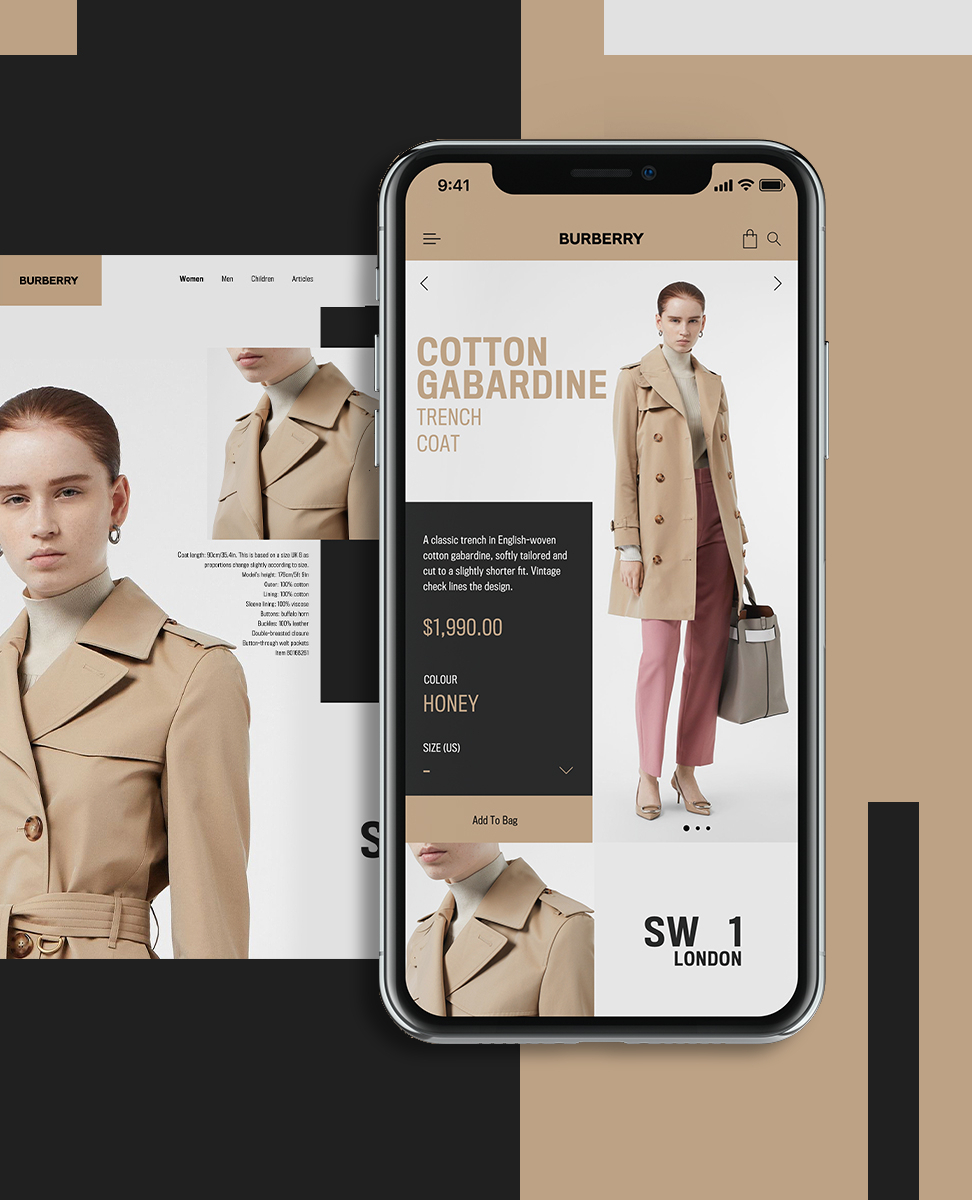 BURBERRY
Women Men Children Articles
Coat length: 90cm/35.4in. This is based on a size UK 6 as
proportions change slightly according to size.
Model's height: 176cm/5ft 9in
Outer: 100% cotton
Lining: 100% cotton
Sleeve lining: 100% viscose
Buttons: buffalo horn
Buckles: 100% leather
Double-breasted closure
Button-through welt pockets
Item 80168261
S
9:41
BURBERRY
COTTON
GABARDINE
TRENCH
COAT
A classic trench in English-woven
cotton gabardine, softly tailored and
cut to a slightly shorter fit. Vintage
check lines the design.
$1,990.00
COLOUR
HONEY
SIZE (US)
–
Add To Bag
SW 1
LONDON